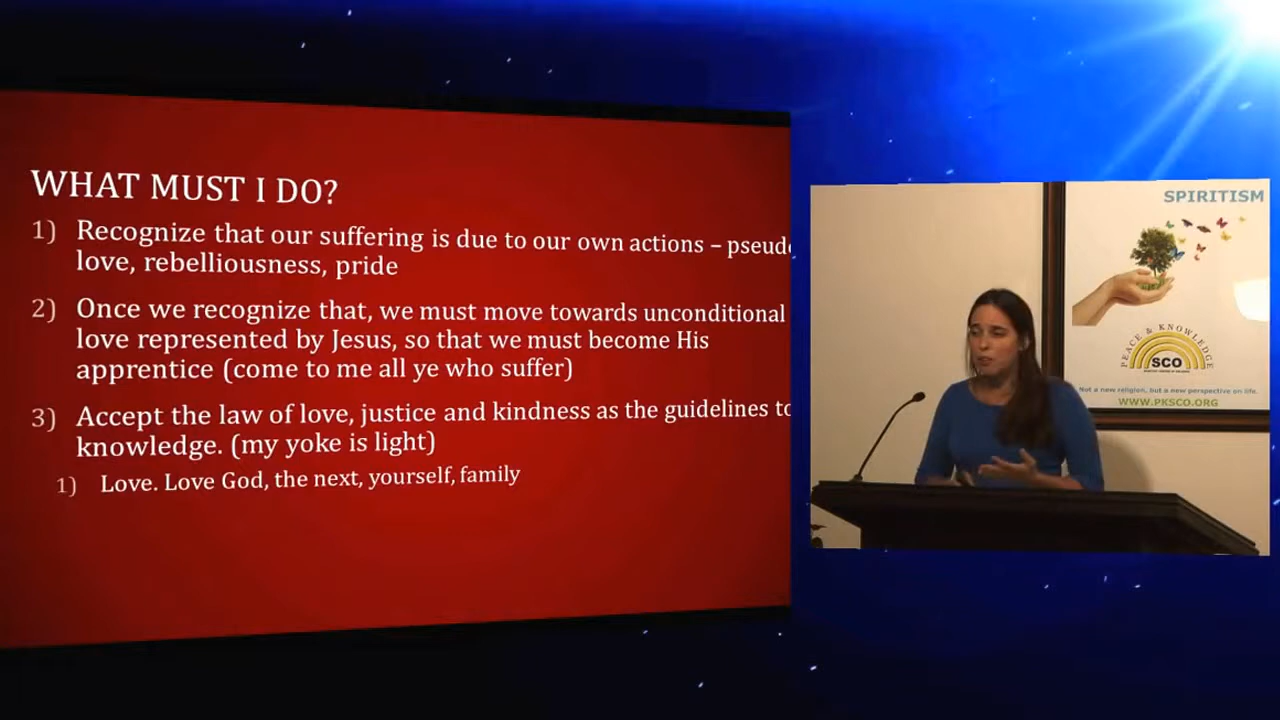 WHAT MUST I DO?
1) Recognize that our suffering is due to our own actions – pseud
love, rebelliousness, pride
2) Once we recognize that, we must move towards unconditional
love represented by Jesus, so that we must become His
apprentice (come to me all ye who suffer)
3) Accept the law of love, justice and kindness as the guidelines to
knowledge. (my yoke is light)
1) Love. Love God, the next, yourself, family
SPIRITISM
PEACE & KNOWLEDGE
SCO
Not a new religion, but a new perspective on life.
WWW.PKSCO.ORG